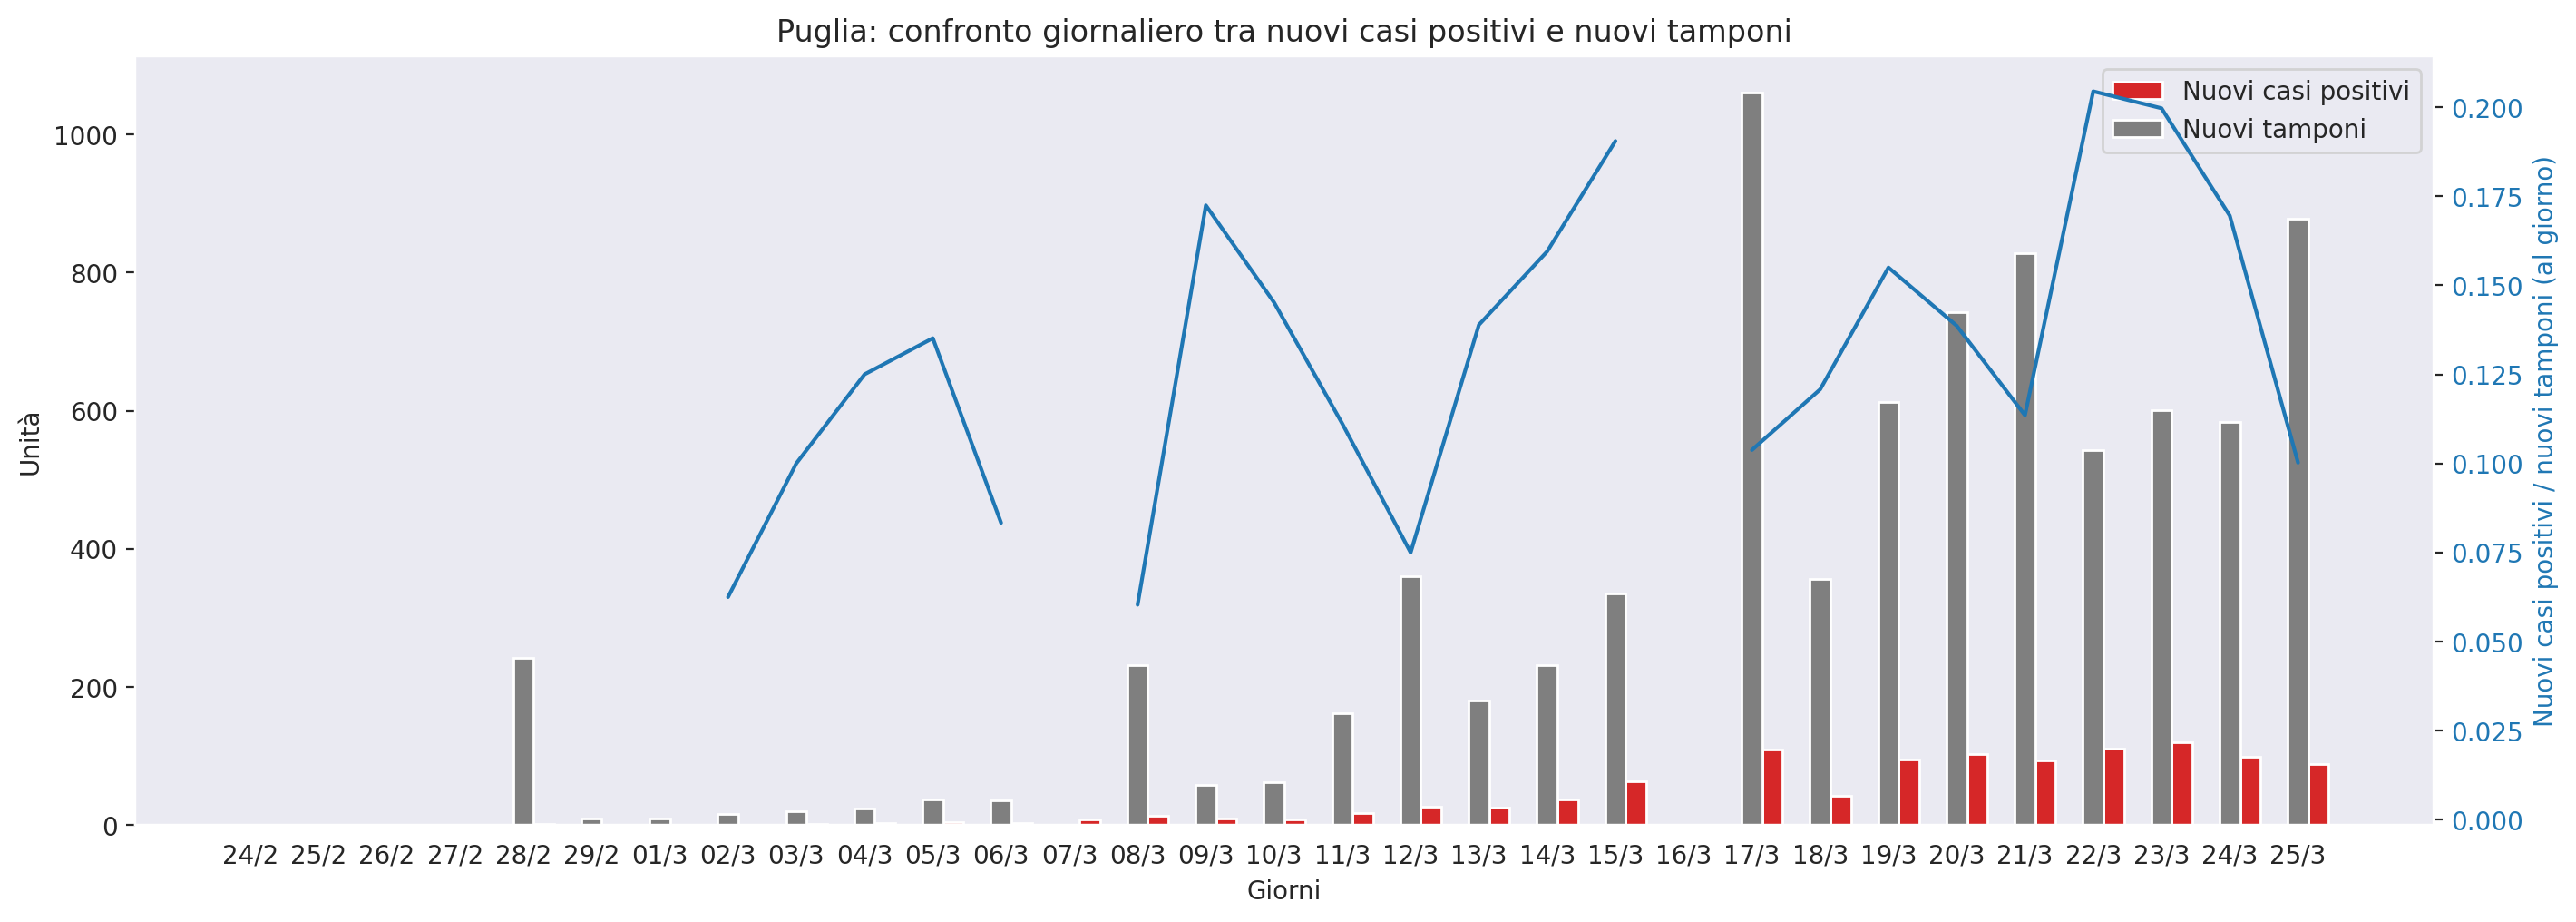 Puglia: confronto giornaliero tra nuovi casi positivi e nuovi tamponi
Nuovi casi positivi
Nuovi tamponi
Unità
1000
800
600
400
200
0
0.200
0.175
0.150
0.125
0.100
0.075
0.050
0.025
0.000
Nuovi casi positivi / nuovi tamponi (al giorno)
24/2 25/2 26/2 27/2 28/2 29/2 01/3 02/3 03/3 04/3 05/3 06/3 07/3 08/3 09/3 10/3 11/3 12/3 13/3 14/3 15/3 16/3 17/3 18/3 19/3 20/3 21/3 22/3 23/3 24/3 25/3
Giorni